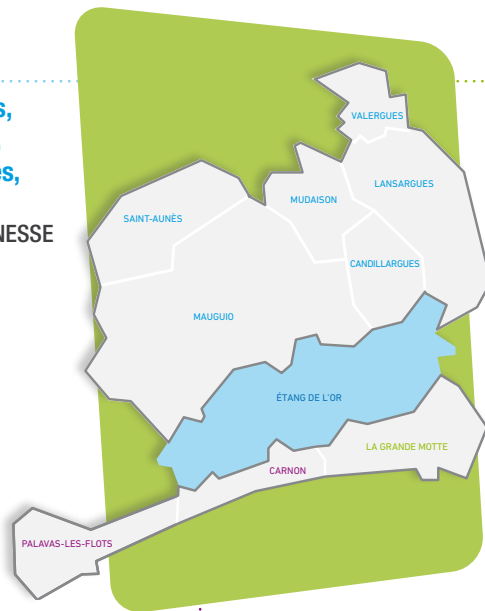 NESSE
VALERGUES
LANSARGUES
MUDAISON
SAINT-AUNÈS
CANDILLARGUES
MAUGUIO
ÉTANG DE L'OR
LA GRANDE MOTTE
CARNON
PALAVAS-LES-FLOTS